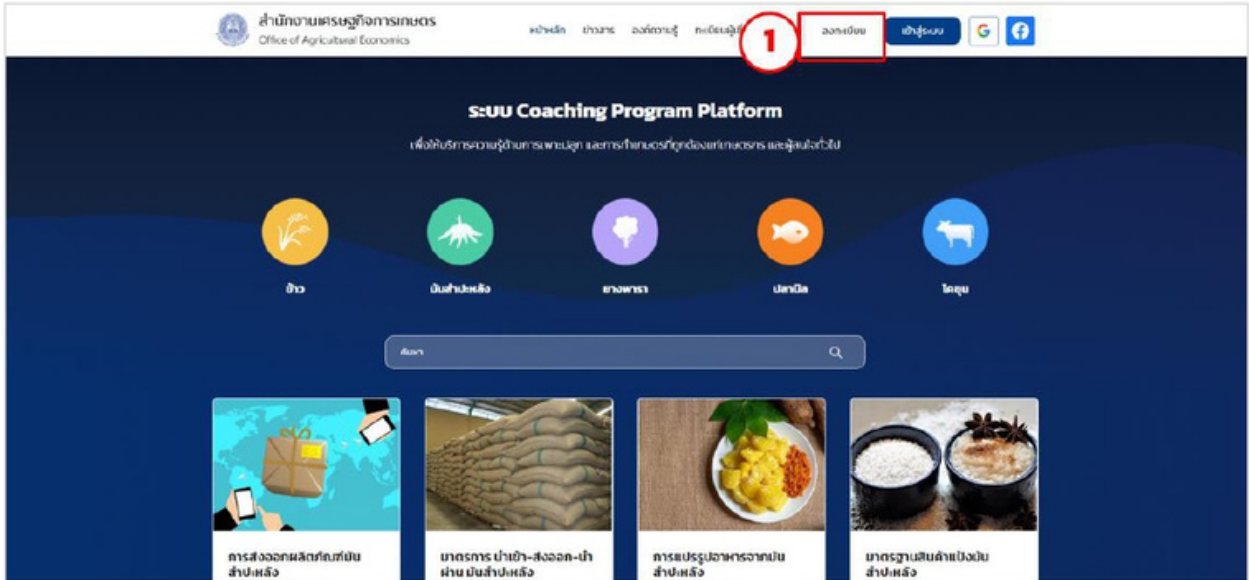 สำนักงานเศรษฐกิจการเกษตร
Office of Agricultural Economics
หน้าหลัก ข่าวสาร องค์ความรู้ ลงทะเบียน เข้าสู่ระบบ
1
ระบบ Coaching Program Platform
เพื่อให้บริการความรู้ด้านการเพาะปลูก และการทำเกษตรที่ถูกต้องแก่เกษตรกร และผู้สนใจทั่วไป
ข้าว มันสำปะหลัง ยางพารา ปลานิล โคขุน
ค้นหา
การส่งออกผลิตภัณฑ์มัน
สำปะหลัง
มาตรการ นำเข้า-ส่งออก-นำ
ผ่าน มันสำปะหลัง
การแปรรูปอาหารจากมัน
สำปะหลัง
มาตรฐานสินค้าแป้งมัน
สำปะหลัง